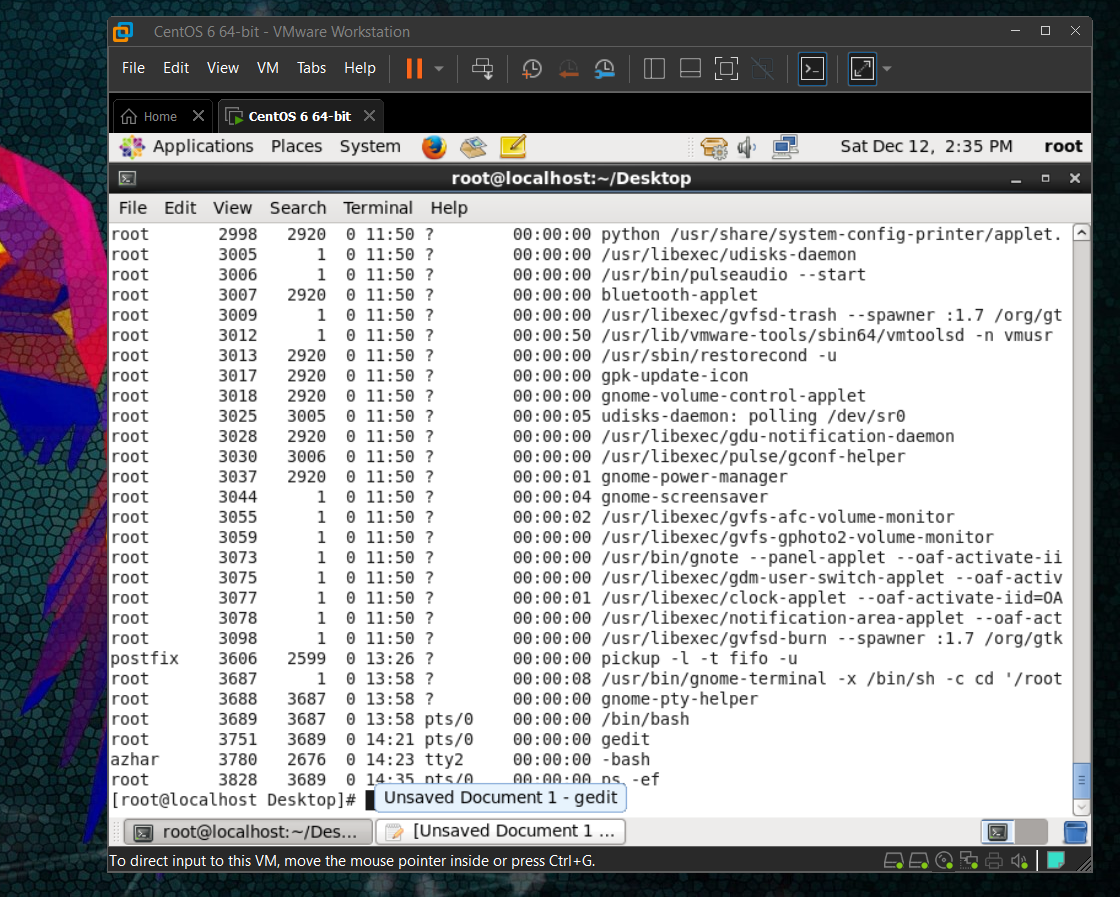 CentOS 6 64-bit - VMware Workstation
File Edit View VM Tabs Help
Home CentOS 6 64-bit
Applications Places System Sat Dec 12, 2:35 PM root
root@localhost:~/Desktop
File Edit View Search Terminal Help
root 2998 2920 0 11:50 ? 00:00:00 python /usr/share/system-config-printer/applet.
root 3005 1 0 11:50 ? 00:00:00 /usr/libexec/udisks-daemon
root 3006 1 0 11:50 ? 00:00:00 /usr/bin/pulseaudio --start
root 3007 2920 0 11:50 ? 00:00:00 bluetooth-applet
root 3009 1 0 11:50 ? 00:00:00 /usr/libexec/gvfsd-trash --spawner :1.7 /org/gt
root 3012 1 0 11:50 ? 00:00:50 /usr/lib/vmware-tools/sbin64/vmtoolsd -n vmusr
root 3013 2920 0 11:50 ? 00:00:00 /usr/sbin/restorecond -u
root 3017 2920 0 11:50 ? 00:00:00 gpk-update-icon
root 3018 2920 0 11:50 ? 00:00:00 gnome-volume-control-applet
root 3025 3005 0 11:50 ? 00:00:05 udisks-daemon: polling /dev/sr0
root 3028 2920 0 11:50 ? 00:00:00 /usr/libexec/gdu-notification-daemon
root 3030 3006 0 11:50 ? 00:00:00 /usr/libexec/pulse/gconf-helper
root 3037 2920 0 11:50 ? 00:00:01 gnome-power-manager
root 3044 1 0 11:50 ? 00:00:04 gnome-screensaver
root 3055 1 0 11:50 ? 00:00:02 /usr/libexec/gvfs-afc-volume-monitor
root 3059 1 0 11:50 ? 00:00:00 /usr/libexec/gvfs-gphoto2-volume-monitor
root 3073 1 0 11:50 ? 00:00:00 /usr/bin/gnote --panel-applet --oaf-activate-ii
root 3075 1 0 11:50 ? 00:00:00 /usr/libexec/gdm-user-switch-applet --oaf-activ
root 3077 1 0 11:50 ? 00:00:01 /usr/libexec/clock-applet --oaf-activate-iid=OA
root 3078 1 0 11:50 ? 00:00:00 /usr/libexec/notification-area-applet --oaf-act
root 3098 1 0 11:50 ? 00:00:00 /usr/libexec/gvfsd-burn --spawner :1.7 /org/gtk
postfix 3606 2599 0 13:26 ? 00:00:00 pickup -l -t fifo -u
root 3687 1 0 13:58 ? 00:00:08 /usr/bin/gnome-terminal -x /bin/sh -c cd '/root
root 3688 3687 0 13:58 ? 00:00:00 gnome-pty-helper
root 3689 3687 0 13:58 pts/0 00:00:00 /bin/bash
root 3751 3689 0 14:21 pts/0 00:00:00 gedit
azhar 3780 2676 0 14:23 tty2 00:00:00 -bash
root 3828 3689 0 14:35 pts/0 00:00:00 ps -ef
[root@localhost Desktop]#
Unsaved Document 1 - gedit
root@localhost:~/Des... [Unsaved Document 1 ...
To direct input to this VM, move the mouse pointer inside or press Ctrl+G.